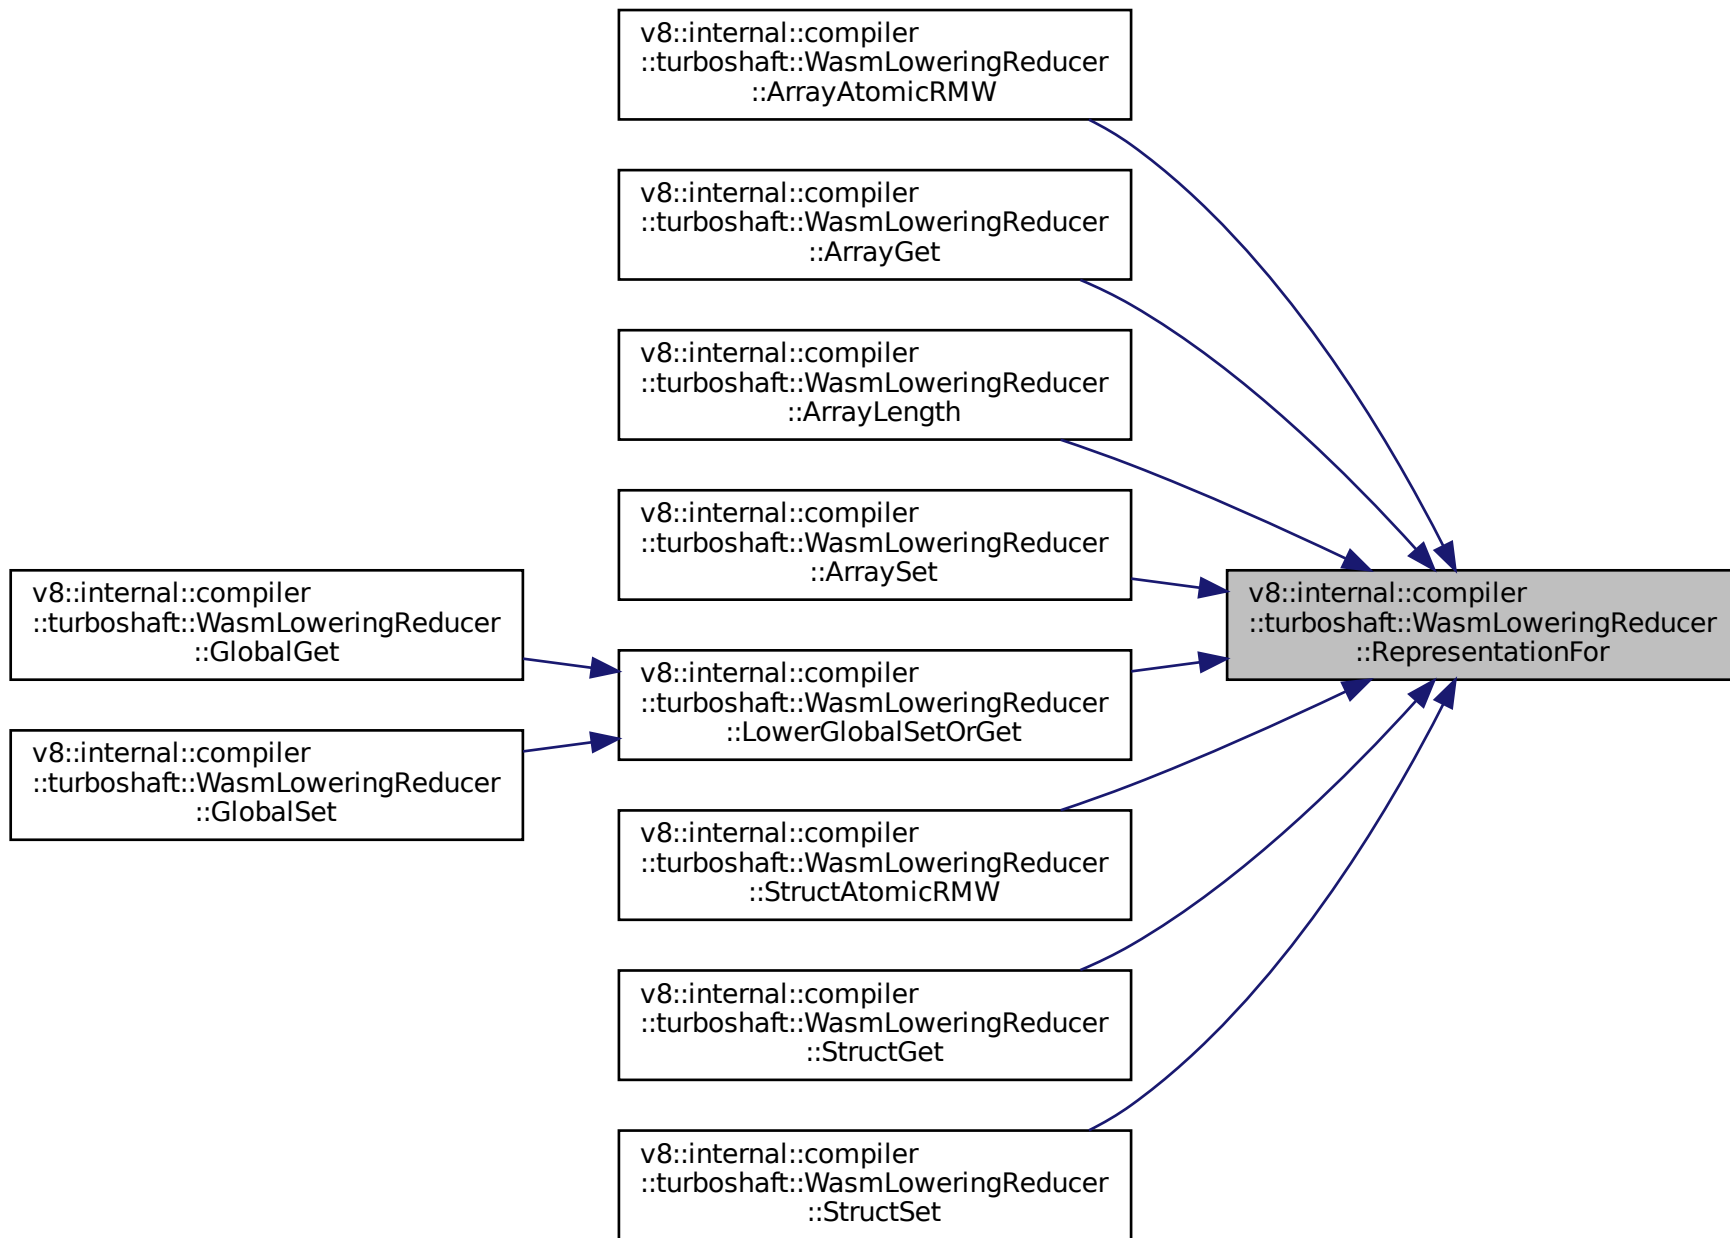 v8::internal::compiler
::turboshaft::WasmLoweringReducer
::ArrayAtomicRMW
v8::internal::compiler
::turboshaft::WasmLoweringReducer
::ArrayGet
v8::internal::compiler
::turboshaft::WasmLoweringReducer
::ArrayLength
v8::internal::compiler
::turboshaft::WasmLoweringReducer
::ArraySet
v8::internal::compiler
::turboshaft::WasmLoweringReducer
::GlobalGet
v8::internal::compiler
::turboshaft::WasmLoweringReducer
::RepresentationFor
v8::internal::compiler
::turboshaft::WasmLoweringReducer
::LowerGlobalSetOrGet
v8::internal::compiler
::turboshaft::WasmLoweringReducer
::GlobalSet
v8::internal::compiler
::turboshaft::WasmLoweringReducer
::StructAtomicRMW
v8::internal::compiler
::turboshaft::WasmLoweringReducer
::StructGet
v8::internal::compiler
::turboshaft::WasmLoweringReducer
::StructSet